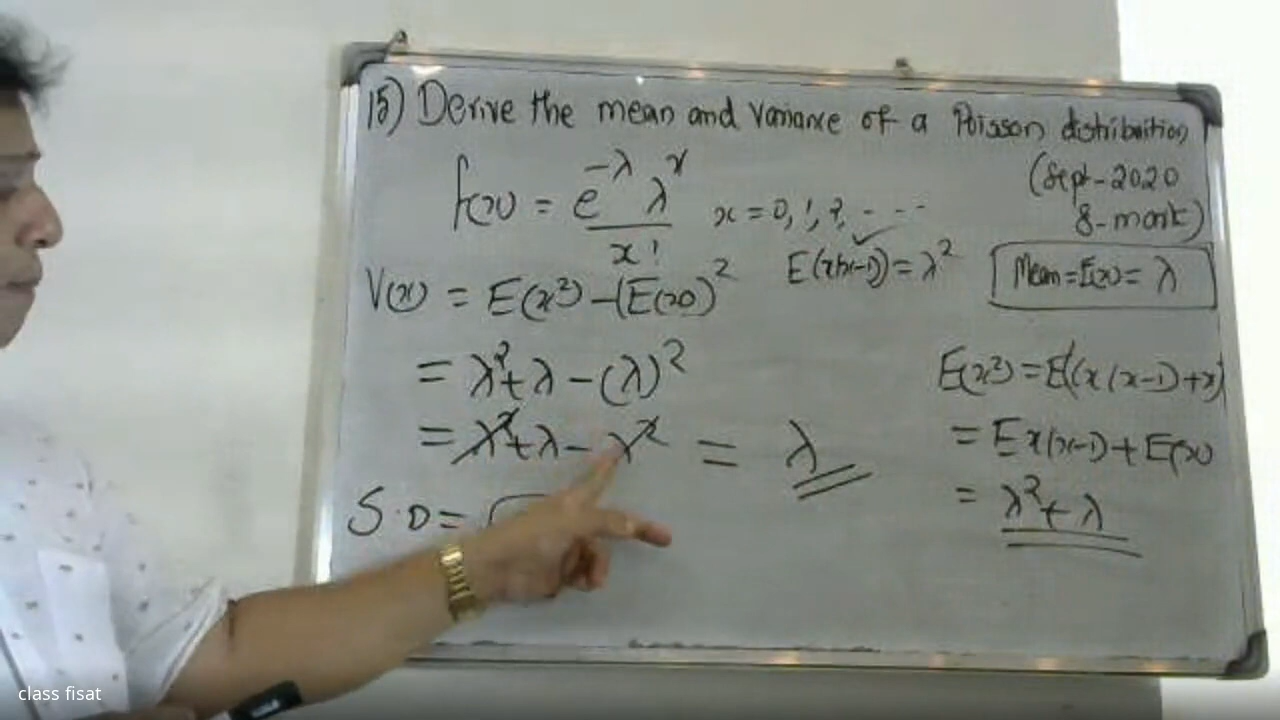 15) Derive the mean and Variance of a Poisson distribution
(Sept-2020
8-mark)
f(x) = e^{-λ} λ^x / x! x = 0, 1, 2, - - - -
E(x(x-1)) = λ²
Mean = E(x) = λ
V(x) = E(x²) - (E(x))²
= λ² + λ - (λ)²
= λ² + λ - λ² = λ
S.D =
E(x²) = E((x(x-1)+x)
= E x(x-1) + E(x)
= λ² + λ
class fisat